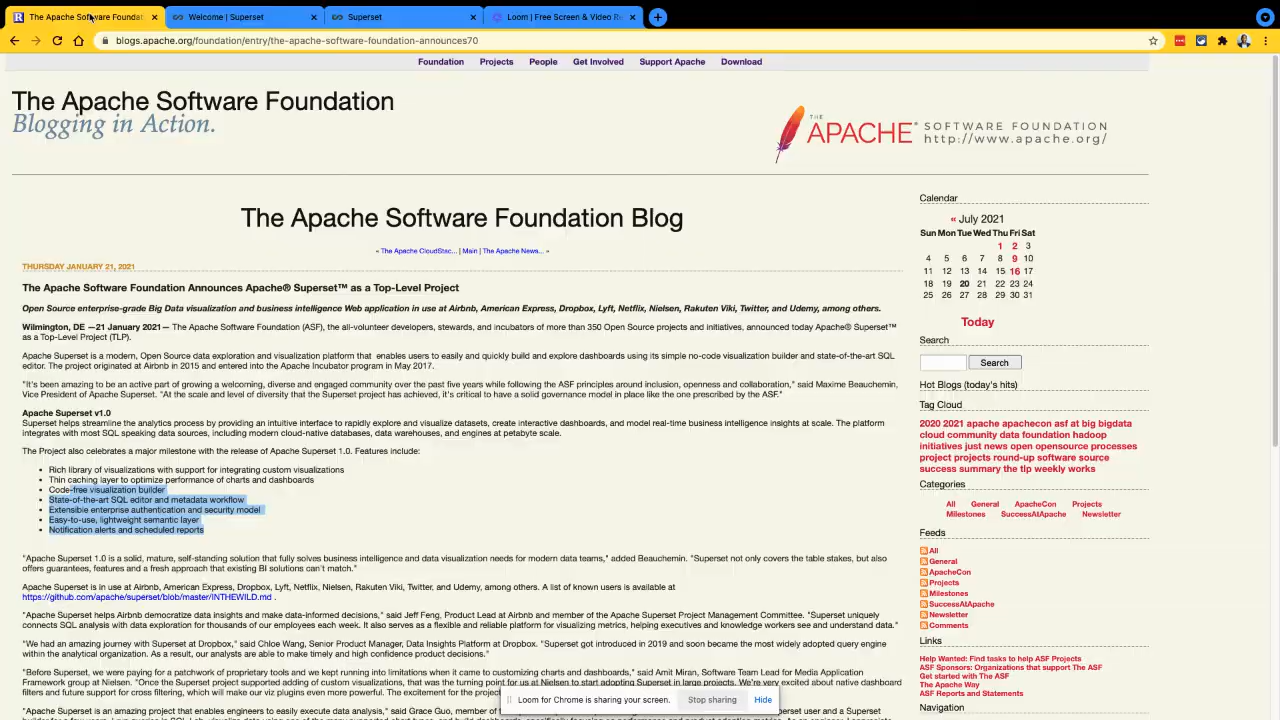 The Apache Software Foundat
Welcome | Superset
Superset
Loom | Free Screen & Video Re
blogs.apache.org/foundation/entry/the-apache-software-foundation-announces70
Foundation Projects People Get Involved Support Apache Download
The Apache Software Foundation
Blogging in Action.
THE APACHE® SOFTWARE FOUNDATION
http://www.apache.org/
The Apache Software Foundation Blog
« The Apache CloudStac... | Main | The Apache News... »
THURSDAY JANUARY 21, 2021
The Apache Software Foundation Announces Apache® Superset™ as a Top-Level Project
Open Source enterprise-grade Big Data visualization and business intelligence Web application in use at Airbnb, American Express, Dropbox, Lyft, Netflix, Nielsen, Rakuten Viki, Twitter, and Udemy, among others.
Wilmington, DE —21 January 2021— The Apache Software Foundation (ASF), the all-volunteer developers, stewards, and incubators of more than 350 Open Source projects and initiatives, announced today Apache® Superset™
as a Top-Level Project (TLP).
Apache Superset is a modern, Open Source data exploration and visualization platform that enables users to easily and quickly build and explore dashboards using its simple no-code visualization builder and state-of-the-art SQL
editor. The project originated at Airbnb in 2015 and entered into the Apache Incubator program in May 2017.
"It's been amazing to be an active part of growing a welcoming, diverse and engaged community over the past five years while following the ASF principles around inclusion, openness and collaboration," said Maxime Beauchemin,
Vice President of Apache Superset. "At the scale and level of diversity that the Superset project has achieved, it's critical to have a solid governance model in place like the one prescribed by the ASF."
Apache Superset v1.0
Superset helps streamline the analytics process by providing an intuitive interface to rapidly explore and visualize datasets, create interactive dashboards, and model real-time business intelligence insights at scale. The platform
integrates with most SQL speaking data sources, including modern cloud-native databases, data warehouses, and engines at petabyte scale.
The Project also celebrates a major milestone with the release of Apache Superset 1.0. Features include:
Rich library of visualizations with support for integrating custom visualizations
Thin caching layer to optimize performance of charts and dashboards
Code-free visualization builder
State-of-the-art SQL editor and metadata workflow
Extensible enterprise authentication and security model
Easy-to-use, lightweight semantic layer
Notification alerts and scheduled reports
"Apache Superset 1.0 is a solid, mature, self-standing solution that fully solves business intelligence and data visualization needs for modern data teams," added Beauchemin. "Superset not only covers the table stakes, but also
offers guarantees, features and a fresh approach that existing BI solutions can't match."
Apache Superset is in use at Airbnb, American Express, Dropbox, Lyft, Netflix, Nielsen, Rakuten Viki, Twitter, and Udemy, among others. A list of known users is available at
https://github.com/apache/superset/blob/master/INTHEWILD.md .
"Apache Superset helps Airbnb democratize data insights and make data-informed decisions," said Jeff Feng, Product Lead at Airbnb and member of the Apache Superset Project Management Committee. "Superset uniquely
connects SQL analysis with data exploration for thousands of our employees each week. It also serves as a flexible and reliable platform for visualizing metrics, helping executives and knowledge workers see and understand data."
"We had an amazing journey with Superset at Dropbox," said Chloe Wang, Senior Product Manager, Data Insights Platform at Dropbox. "Superset got introduced in 2019 and soon became the most widely adopted query engine
within the analytical organization. As a result, our analysts are able to make timely and high confidence product decisions."
"Before Superset, we were paying for a patchwork of proprietary tools and we kept running into limitations when it came to customizing charts and dashboards," said Amit Miran, Software Team Lead for Media Application
Framework group at Nielsen. "Once the Superset project supported adding of custom visualizations, that was the turning point for us at Nielsen to start adopting Superset in large projects. We're very excited about native dashboard
filters and future support for cross filtering, which will make our viz plugins even more powerful. The excitement for the proj
"Apache Superset is an amazing project that enables engineers to easily execute data analysis," said Grace Guo, member of
Calendar
« July 2021
Sun Mon Tue Wed Thu Fri Sat
1 2 3
4 5 6 7 8 9 10
11 12 13 14 15 16 17
18 19 20 21 22 23 24
25 26 27 28 29 30 31
Today
Search
Search
Hot Blogs (today's hits)
Tag Cloud
2020 2021 apache apachecon asf at big bigdata
cloud community data foundation hadoop
initiatives just news open opensource processes
project projects round-up software source
success summary the tlp weekly works
Categories
All General ApacheCon Projects
Milestones SuccessAtApache Newsletter
Feeds
All
General
ApacheCon
Projects
Milestones
SuccessAtApache
Newsletter
Comments
Links
Help Wanted: Find tasks to help ASF Projects
ASF Sponsors: Organizations that support The ASF
Get started with The ASF
The Apache Way
ASF Reports and Statements
Navigation
Loom for Chrome is sharing your screen.
Stop sharing
Hide